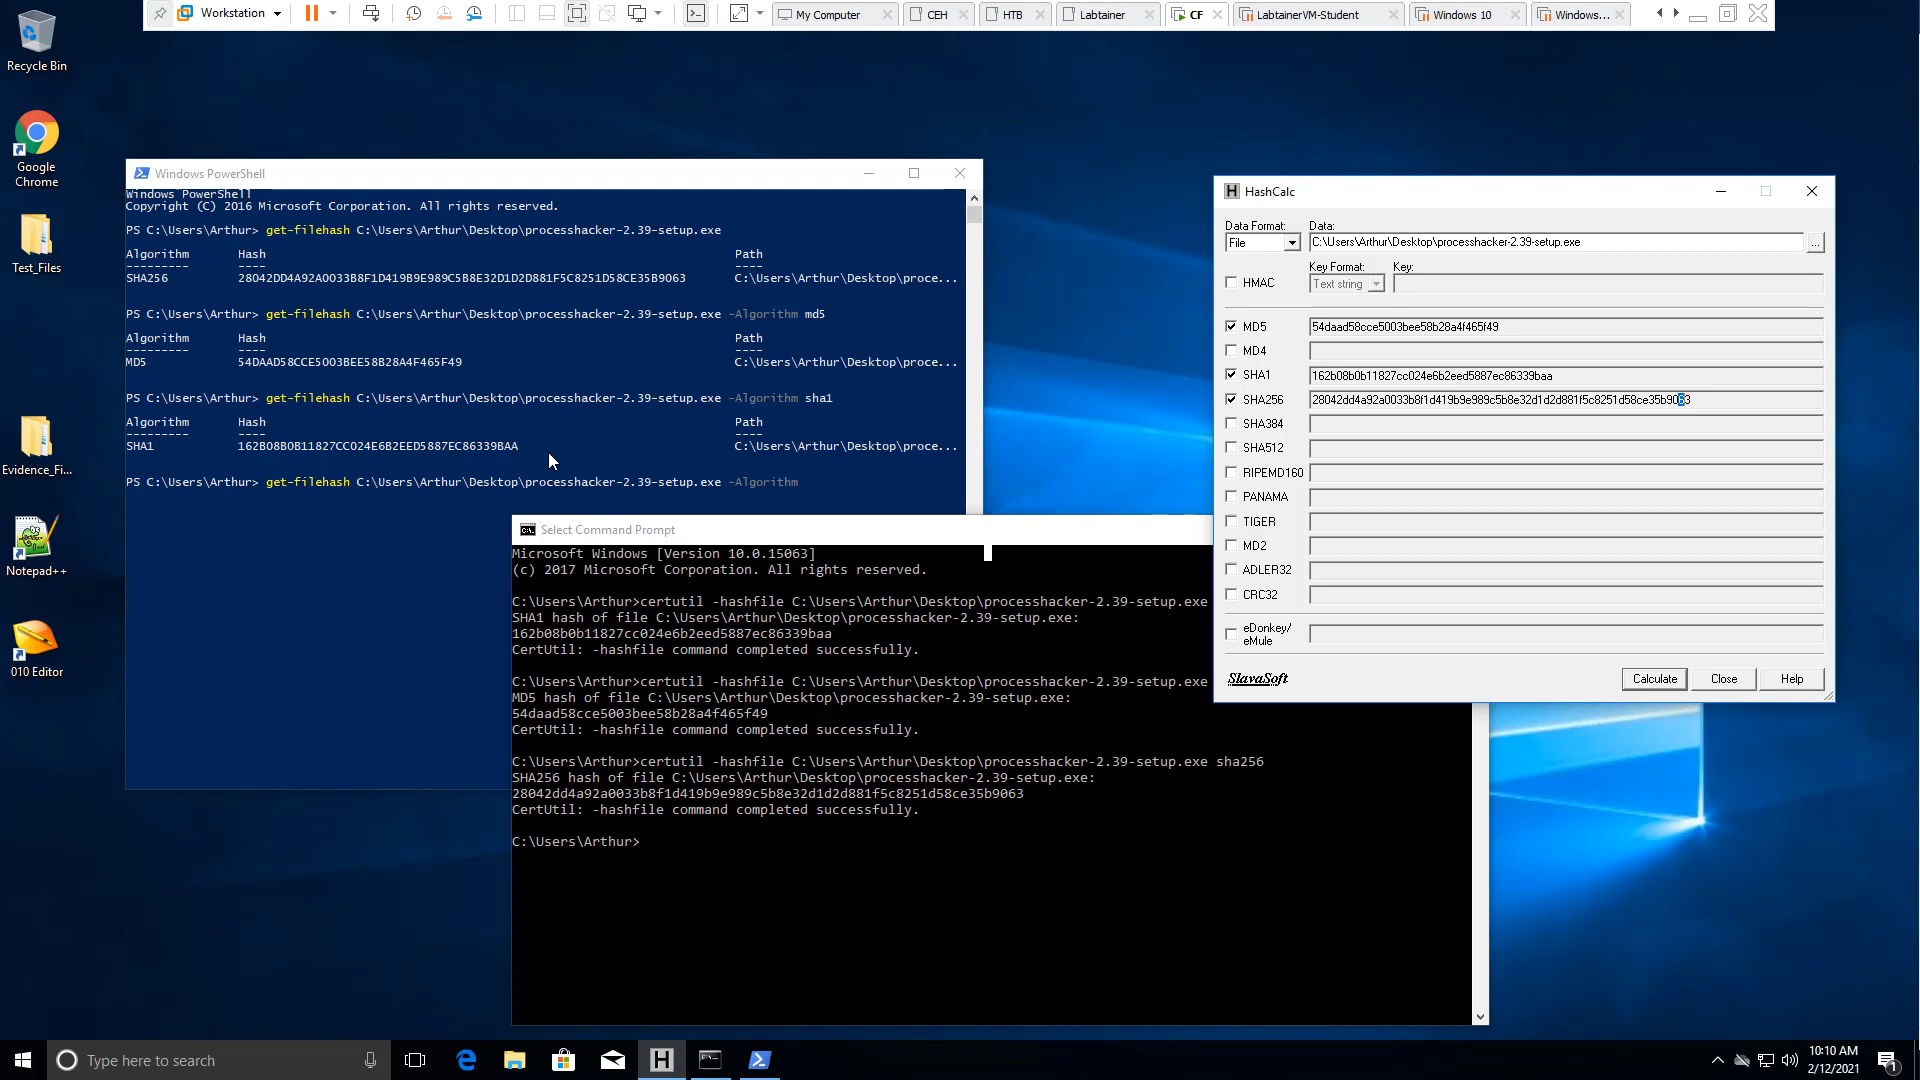 Workstation
My Computer
CEH
HTB
Labtainer
CF
LabtainerVM-Student
Windows 10
Windows...
Recycle Bin
Google
Chrome
Test_Files
Evidence_Fi...
Notepad++
010 Editor
Windows PowerShell
Windows PowerShell
Copyright (C) 2016 Microsoft Corporation. All rights reserved.
PS C:\Users\Arthur> get-filehash C:\Users\Arthur\Desktop\processhacker-2.39-setup.exe
Algorithm Hash Path
--------- ---- ----
SHA256 28042DD4A92A0033B8F1D419B9E989C5B8E32D1D2D881F5C8251D58CE35B9063 C:\Users\Arthur\Desktop\proce...
PS C:\Users\Arthur> get-filehash C:\Users\Arthur\Desktop\processhacker-2.39-setup.exe -Algorithm md5
Algorithm Hash Path
--------- ---- ----
MD5 54DAAD58CCE5003BEE58B28A4F465F49 C:\Users\Arthur\Desktop\proce...
PS C:\Users\Arthur> get-filehash C:\Users\Arthur\Desktop\processhacker-2.39-setup.exe -Algorithm sha1
Algorithm Hash Path
--------- ---- ----
SHA1 162B08B0B11827CC024E6B2EED5887EC86339BAA C:\Users\Arthur\Desktop\proce...
PS C:\Users\Arthur> get-filehash C:\Users\Arthur\Desktop\processhacker-2.39-setup.exe -Algorithm
Select Command Prompt
Microsoft Windows [Version 10.0.15063]
(c) 2017 Microsoft Corporation. All rights reserved.
C:\Users\Arthur>certutil -hashfile C:\Users\Arthur\Desktop\processhacker-2.39-setup.exe
SHA1 hash of file C:\Users\Arthur\Desktop\processhacker-2.39-setup.exe:
162b08b0b11827cc024e6b2eed5887ec86339baa
CertUtil: -hashfile command completed successfully.
C:\Users\Arthur>certutil -hashfile C:\Users\Arthur\Desktop\processhacker-2.39-setup.exe
MD5 hash of file C:\Users\Arthur\Desktop\processhacker-2.39-setup.exe:
54daad58cce5003bee58b28a4f465f49
CertUtil: -hashfile command completed successfully.
C:\Users\Arthur>certutil -hashfile C:\Users\Arthur\Desktop\processhacker-2.39-setup.exe sha256
SHA256 hash of file C:\Users\Arthur\Desktop\processhacker-2.39-setup.exe:
28042dd4a92a0033b8f1d419b9e989c5b8e32d1d2d881f5c8251d58ce35b9063
CertUtil: -hashfile command completed successfully.
C:\Users\Arthur>
HashCalc
Data Format: Data:
File C:\Users\Arthur\Desktop\processhacker-2.39-setup.exe ...
Key Format: Key:
HMAC Text string
MD5 54daad58cce5003bee58b28a4f465f49
MD4
SHA1 162b08b0b11827cc024e6b2eed5887ec86339baa
SHA256 28042dd4a92a0033b8f1d419b9e989c5b8e32d1d2d881f5c8251d58ce35b9063
SHA384
SHA512
RIPEMD160
PANAMA
TIGER
MD2
ADLER32
CRC32
eDonkey/
eMule
SlavaSoft Calculate Close Help
Type here to search
10:10 AM
2/12/2021
1